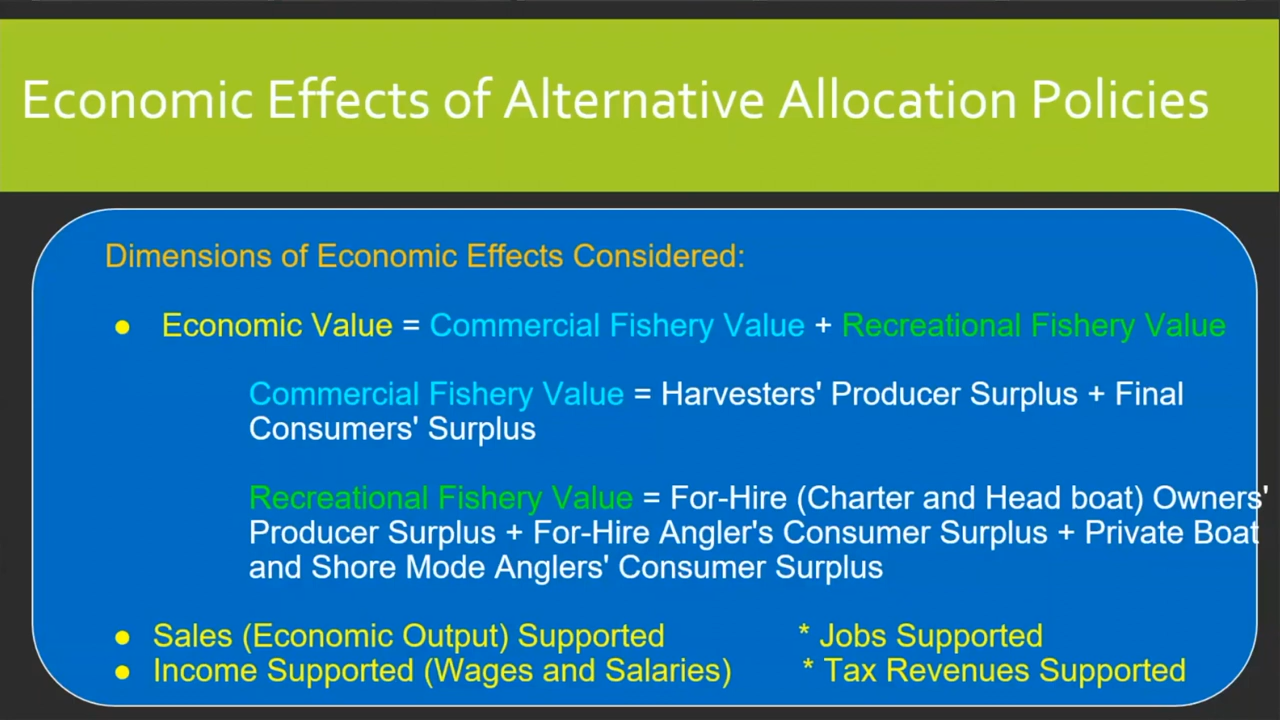 Economic Effects of Alternative Allocation Policies
Dimensions of Economic Effects Considered:
● Economic Value = Commercial Fishery Value + Recreational Fishery Value
Commercial Fishery Value = Harvesters' Producer Surplus + Final
Consumers' Surplus
Recreational Fishery Value = For-Hire (Charter and Head boat) Owners'
Producer Surplus + For-Hire Angler's Consumer Surplus + Private Boat
and Shore Mode Anglers' Consumer Surplus
● Sales (Economic Output) Supported * Jobs Supported
● Income Supported (Wages and Salaries) * Tax Revenues Supported